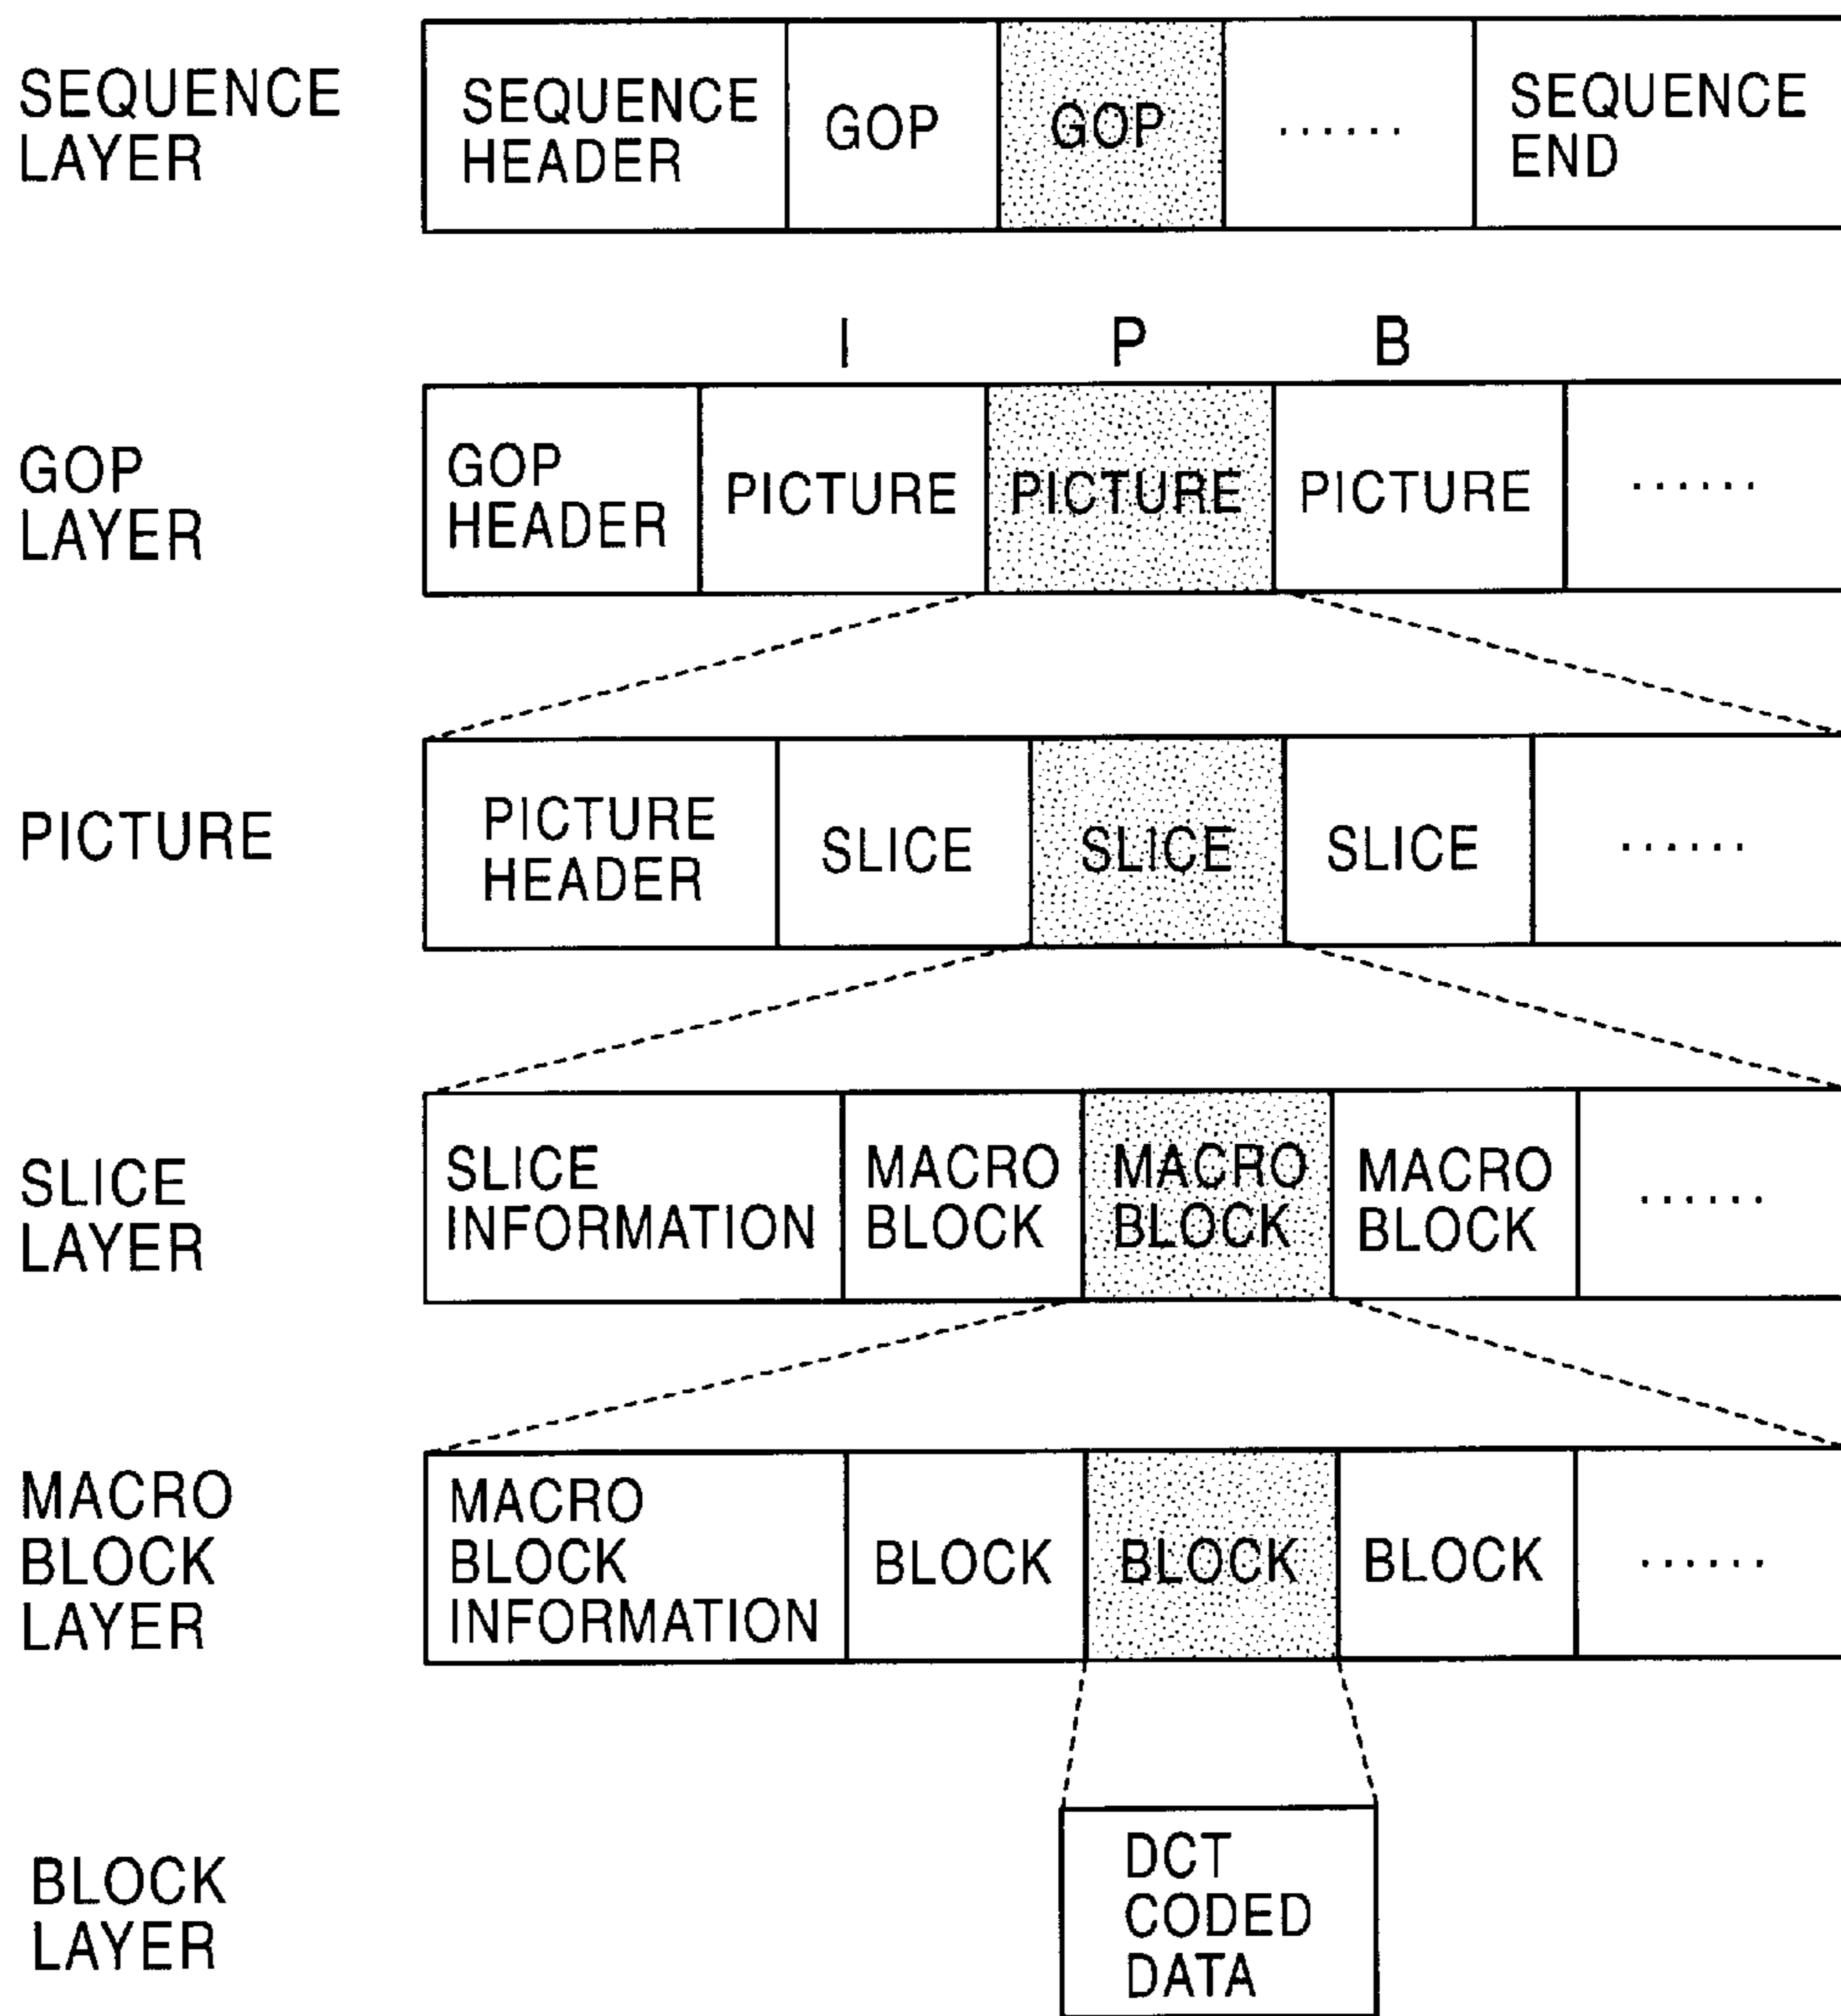 SEQUENCE
LAYER
SEQUENCE
HEADER
GOP
GOP
......
SEQUENCE
END
I
P
B
GOP
LAYER
GOP
HEADER
PICTURE
PICTURE
PICTURE
......
PICTURE
PICTURE
HEADER
SLICE
SLICE
SLICE
......
SLICE
LAYER
SLICE
INFORMATION
MACRO
BLOCK
MACRO
BLOCK
MACRO
BLOCK
......
MACRO
BLOCK
LAYER
MACRO
BLOCK
INFORMATION
BLOCK
BLOCK
BLOCK
......
BLOCK
LAYER
DCT
CODED
DATA